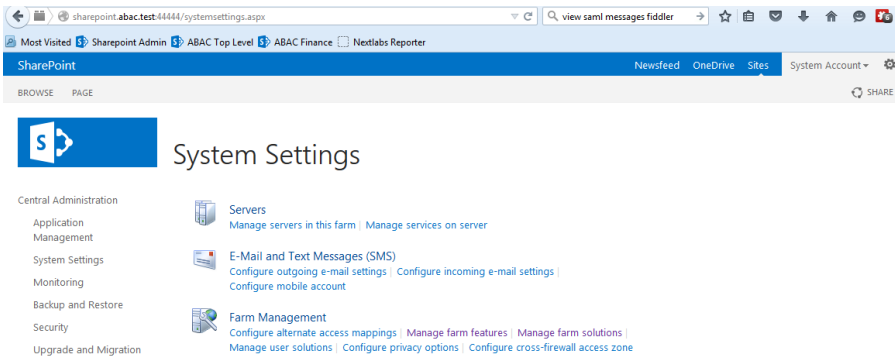 sharepoint.abac.test:44444/systemsettings.aspx view saml messages fiddler
Most Visited Sharepoint Admin ABAC Top Level ABAC Finance Nextlabs Reporter
SharePoint Newsfeed OneDrive Sites System Account
BROWSE PAGE SHARE
S
System Settings
Central Administration
Application
Management
System Settings
Monitoring
Backup and Restore
Security
Upgrade and Migration
Servers
Manage servers in this farm | Manage services on server
E-Mail and Text Messages (SMS)
Configure outgoing e-mail settings | Configure incoming e-mail settings |
Configure mobile account
Farm Management
Configure alternate access mappings | Manage farm features | Manage farm solutions |
Manage user solutions | Configure privacy options | Configure cross-firewall access zone